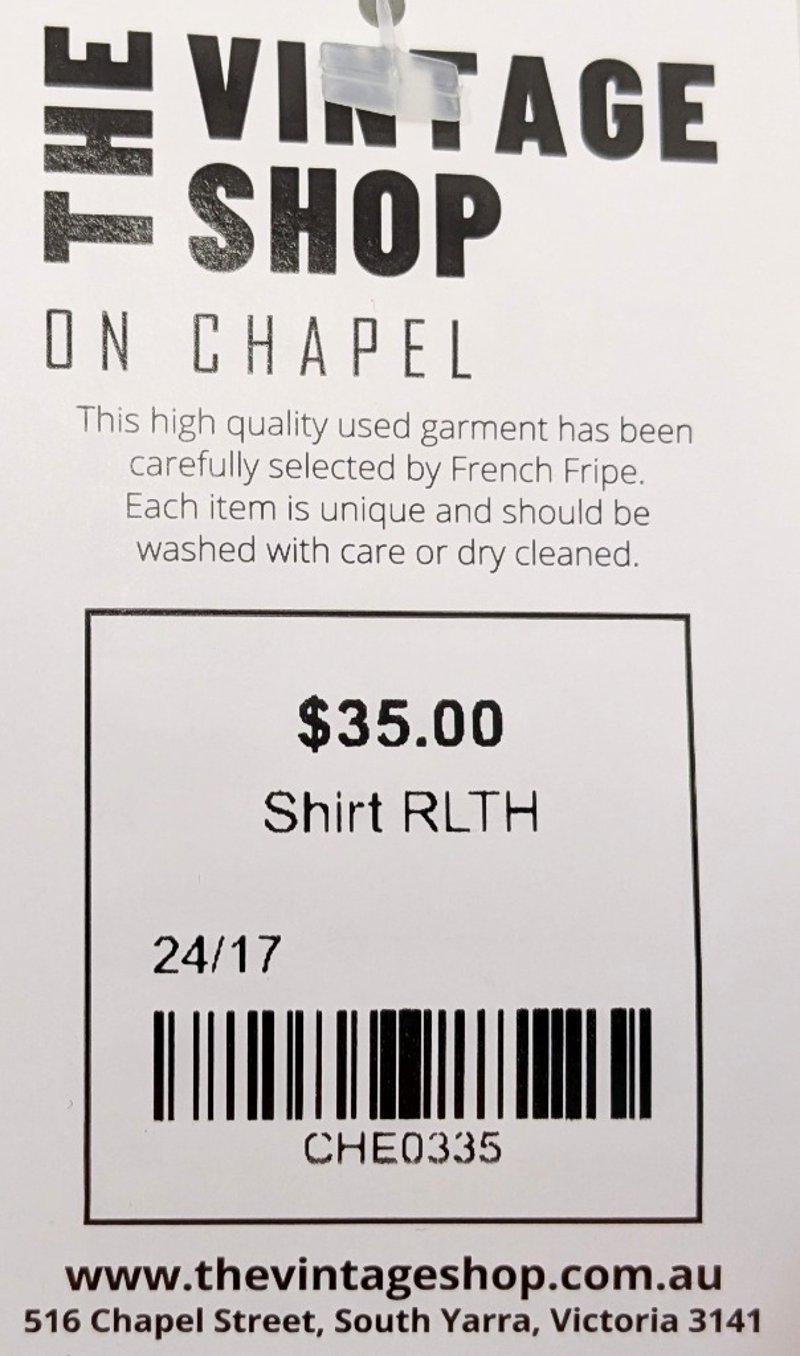 THE VINTAGE
SHOP
ON CHAPEL
This high quality used garment has been
carefully selected by French Fripe.
Each item is unique and should be
washed with care or dry cleaned.
$35.00
Shirt RLTH
24/17
CHE0335
www.thevintageshop.com.au
516 Chapel Street, South Yarra, Victoria 3141